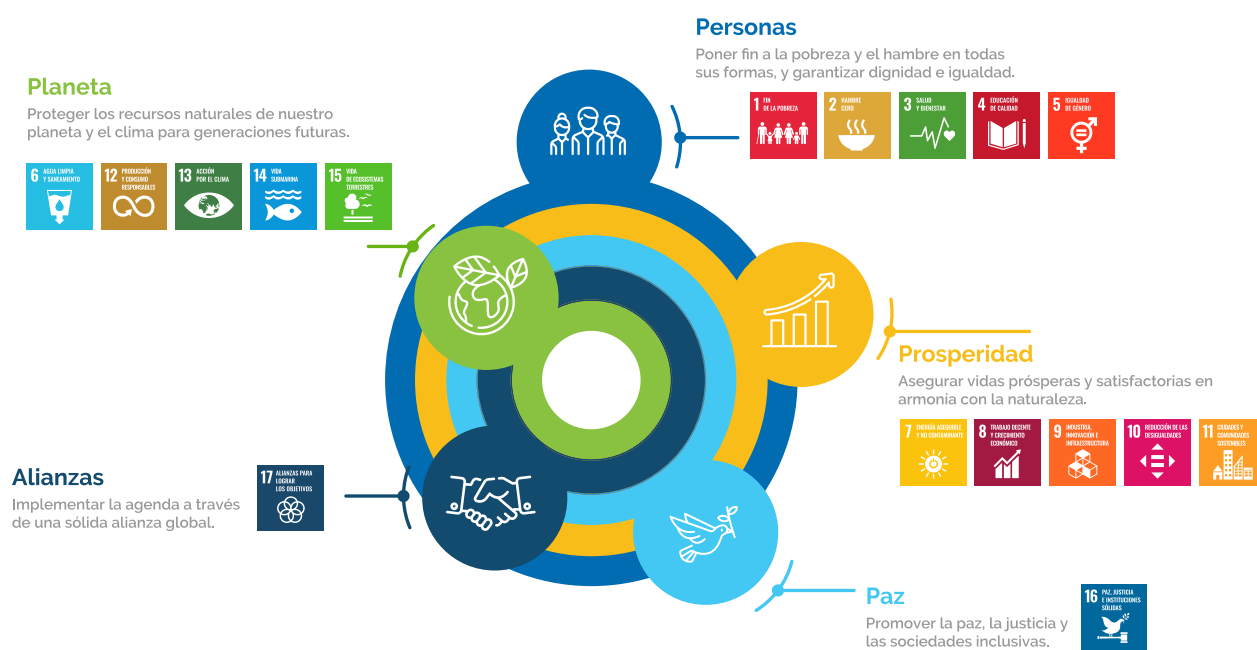 Personas
Poner fin a la pobreza y el hambre en todas
sus formas, y garantizar dignidad e igualdad.
1 FIN
DE LA POBREZA
2 HAMBRE
CERO
3 SALUD
Y BIENESTAR
4 EDUCACIÓN
DE CALIDAD
5 IGUALDAD
DE GÉNERO
Planeta
Proteger los recursos naturales de nuestro
planeta y el clima para generaciones futuras.
6 AGUA LIMPIA
Y SANEAMIENTO
12 PRODUCCIÓN
Y CONSUMO
RESPONSABLES
13 ACCIÓN
POR EL CLIMA
14 VIDA
SUBMARINA
15 VIDA
DE ECOSISTEMAS
TERRESTRES
Prosperidad
Asegurar vidas prósperas y satisfactorias en
armonía con la naturaleza.
7 ENERGÍA ASEQUIBLE
Y NO CONTAMINANTE
8 TRABAJO DECENTE
Y CRECIMIENTO
ECONÓMICO
9 INDUSTRIA,
INNOVACIÓN E
INFRAESTRUCTURA
10 REDUCCIÓN DE LAS
DESIGUALDADES
11 CIUDADES Y
COMUNIDADES
SOSTENIBLES
Alianzas
Implementar la agenda a través
de una sólida alianza global.
17 ALIANZAS PARA
LOGRAR
LOS OBJETIVOS
Paz
Promover la paz, la justicia y
las sociedades inclusivas.
16 PAZ, JUSTICIA
E INSTITUCIONES
SÓLIDAS